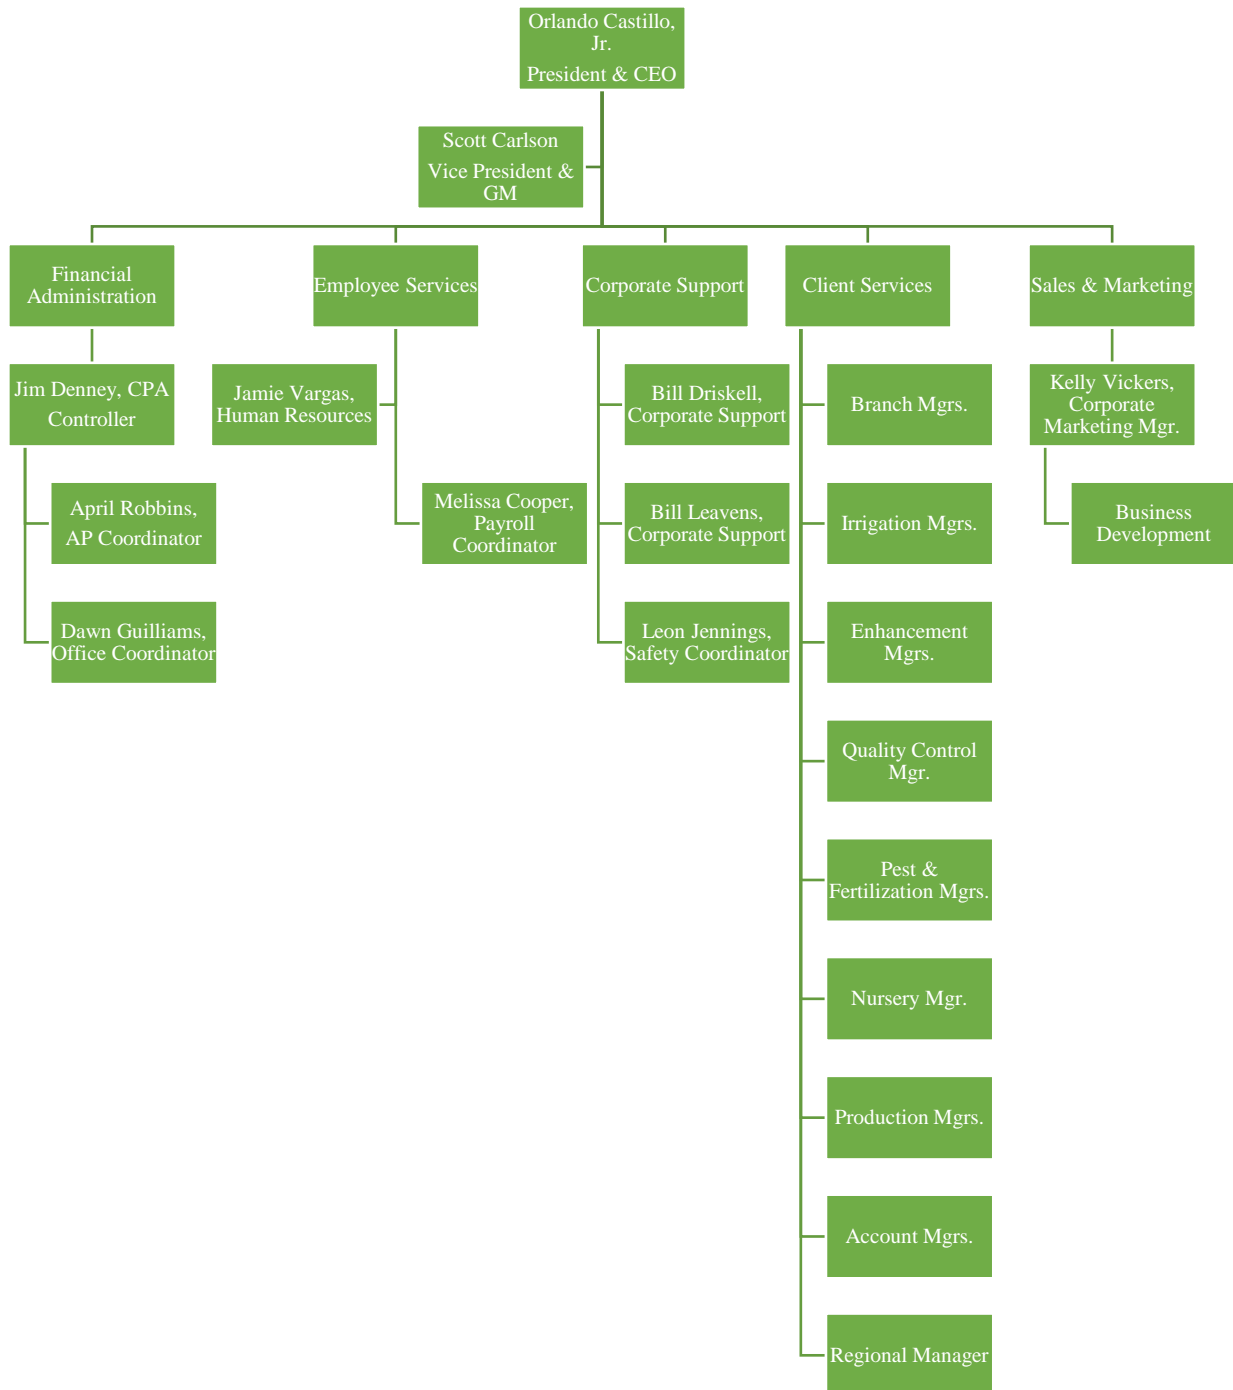 Orlando Castillo,
Jr.
President & CEO
Scott Carlson
Vice President &
GM
Financial
Administration
Employee Services
Corporate Support
Client Services
Sales & Marketing
Jim Denney, CPA
Controller
Jamie Vargas,
Human Resources
Bill Driskell,
Corporate Support
Branch Mgrs.
Kelly Vickers,
Corporate
Marketing Mgr.
April Robbins,
AP Coordinator
Melissa Cooper,
Payroll
Coordinator
Bill Leavens,
Corporate Support
Irrigation Mgrs.
Business
Development
Dawn Guilliams,
Office Coordinator
Leon Jennings,
Safety Coordinator
Enhancement
Mgrs.
Quality Control
Mgr.
Pest &
Fertilization Mgrs.
Nursery Mgr.
Production Mgrs.
Account Mgrs.
Regional Manager